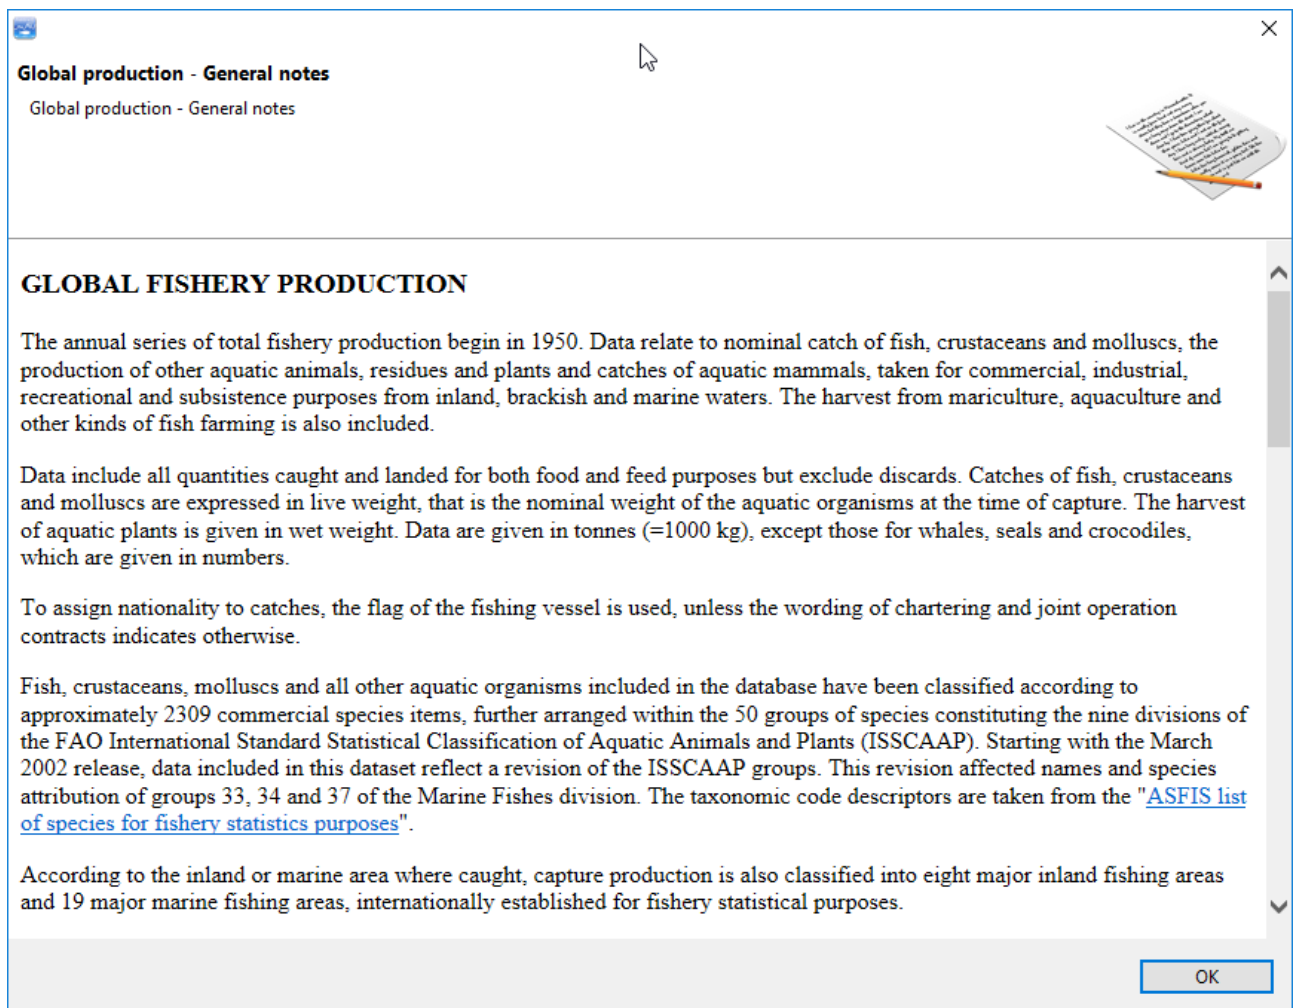 Global production - General notes
Global production - General notes
GLOBAL FISHERY PRODUCTION
The annual series of total fishery production begin in 1950. Data relate to nominal catch of fish, crustaceans and molluscs, the
production of other aquatic animals, residues and plants and catches of aquatic mammals, taken for commercial, industrial,
recreational and subsistence purposes from inland, brackish and marine waters. The harvest from mariculture, aquaculture and
other kinds of fish farming is also included.
Data include all quantities caught and landed for both food and feed purposes but exclude discards. Catches of fish, crustaceans
and molluscs are expressed in live weight, that is the nominal weight of the aquatic organisms at the time of capture. The harvest
of aquatic plants is given in wet weight. Data are given in tonnes (=1000 kg), except those for whales, seals and crocodiles,
which are given in numbers.
To assign nationality to catches, the flag of the fishing vessel is used, unless the wording of chartering and joint operation
contracts indicates otherwise.
Fish, crustaceans, molluscs and all other aquatic organisms included in the database have been classified according to
approximately 2309 commercial species items, further arranged within the 50 groups of species constituting the nine divisions of
the FAO International Standard Statistical Classification of Aquatic Animals and Plants (ISSCAAP). Starting with the March
2002 release, data included in this dataset reflect a revision of the ISSCAAP groups. This revision affected names and species
attribution of groups 33, 34 and 37 of the Marine Fishes division. The taxonomic code descriptors are taken from the "ASFIS list
of species for fishery statistics purposes".
According to the inland or marine area where caught, capture production is also classified into eight major inland fishing areas
and 19 major marine fishing areas, internationally established for fishery statistical purposes.
OK